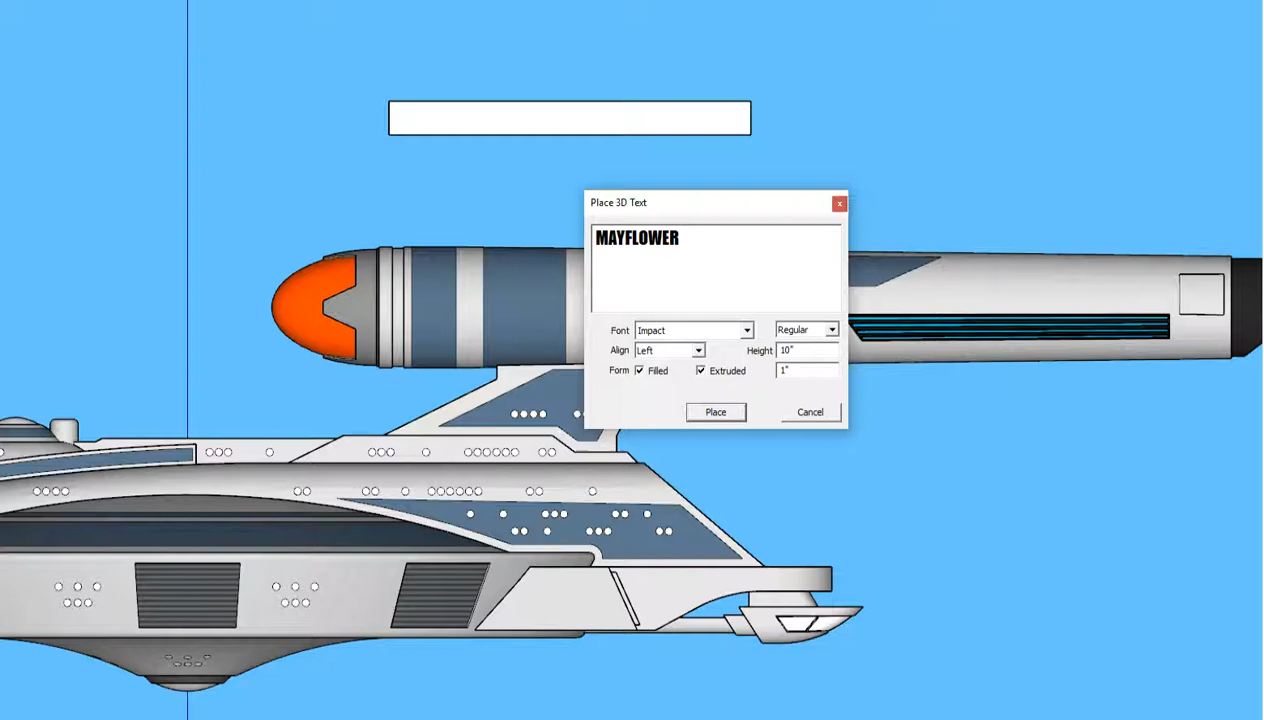 Place 3D Text
x
MAYFLOWER
Font Impact Regular
Align Left Height 10"
Form Filled Extruded 1"
Place Cancel